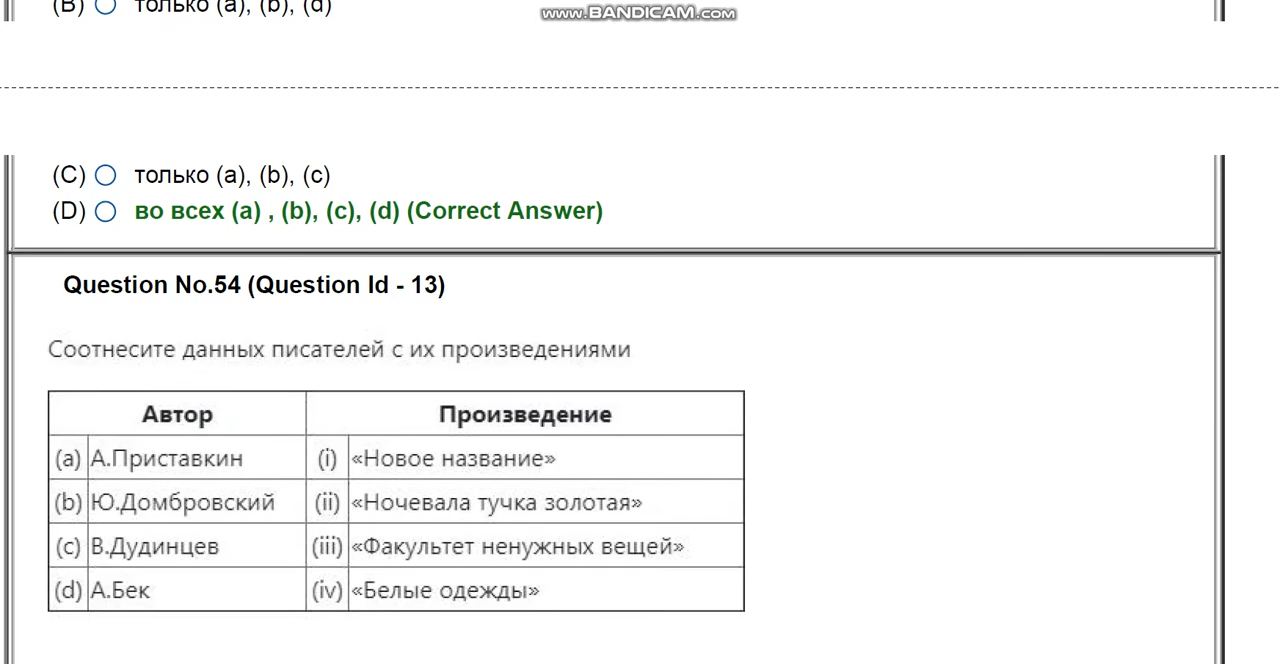 (B) только (a), (b), (d)
www.BANDICAM.com
(C) только (a), (b), (c)
(D) во всех (a) , (b), (c), (d) (Correct Answer)
Question No.54 (Question Id - 13)
Соотнесите данных писателей с их произведениями
Автор Произведение
(a) А.Приставкин (i) «Новое название»
(b) Ю.Домбровский (ii) «Ночевала тучка золотая»
(c) В.Дудинцев (iii) «Факультет ненужных вещей»
(d) А.Бек (iv) «Белые одежды»